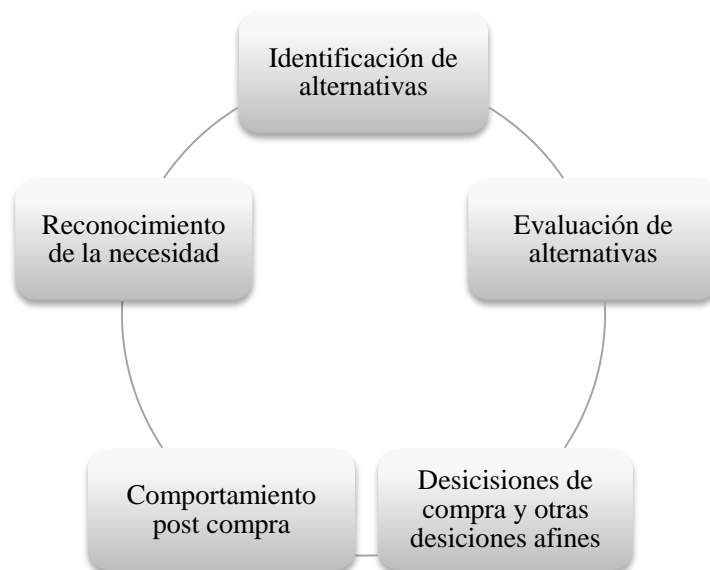 Identificación de
alternativas
Reconocimiento
de la necesidad
Evaluación de
alternativas
Comportamiento
post compra
Desicisiones de
compra y otras
desiciones afines